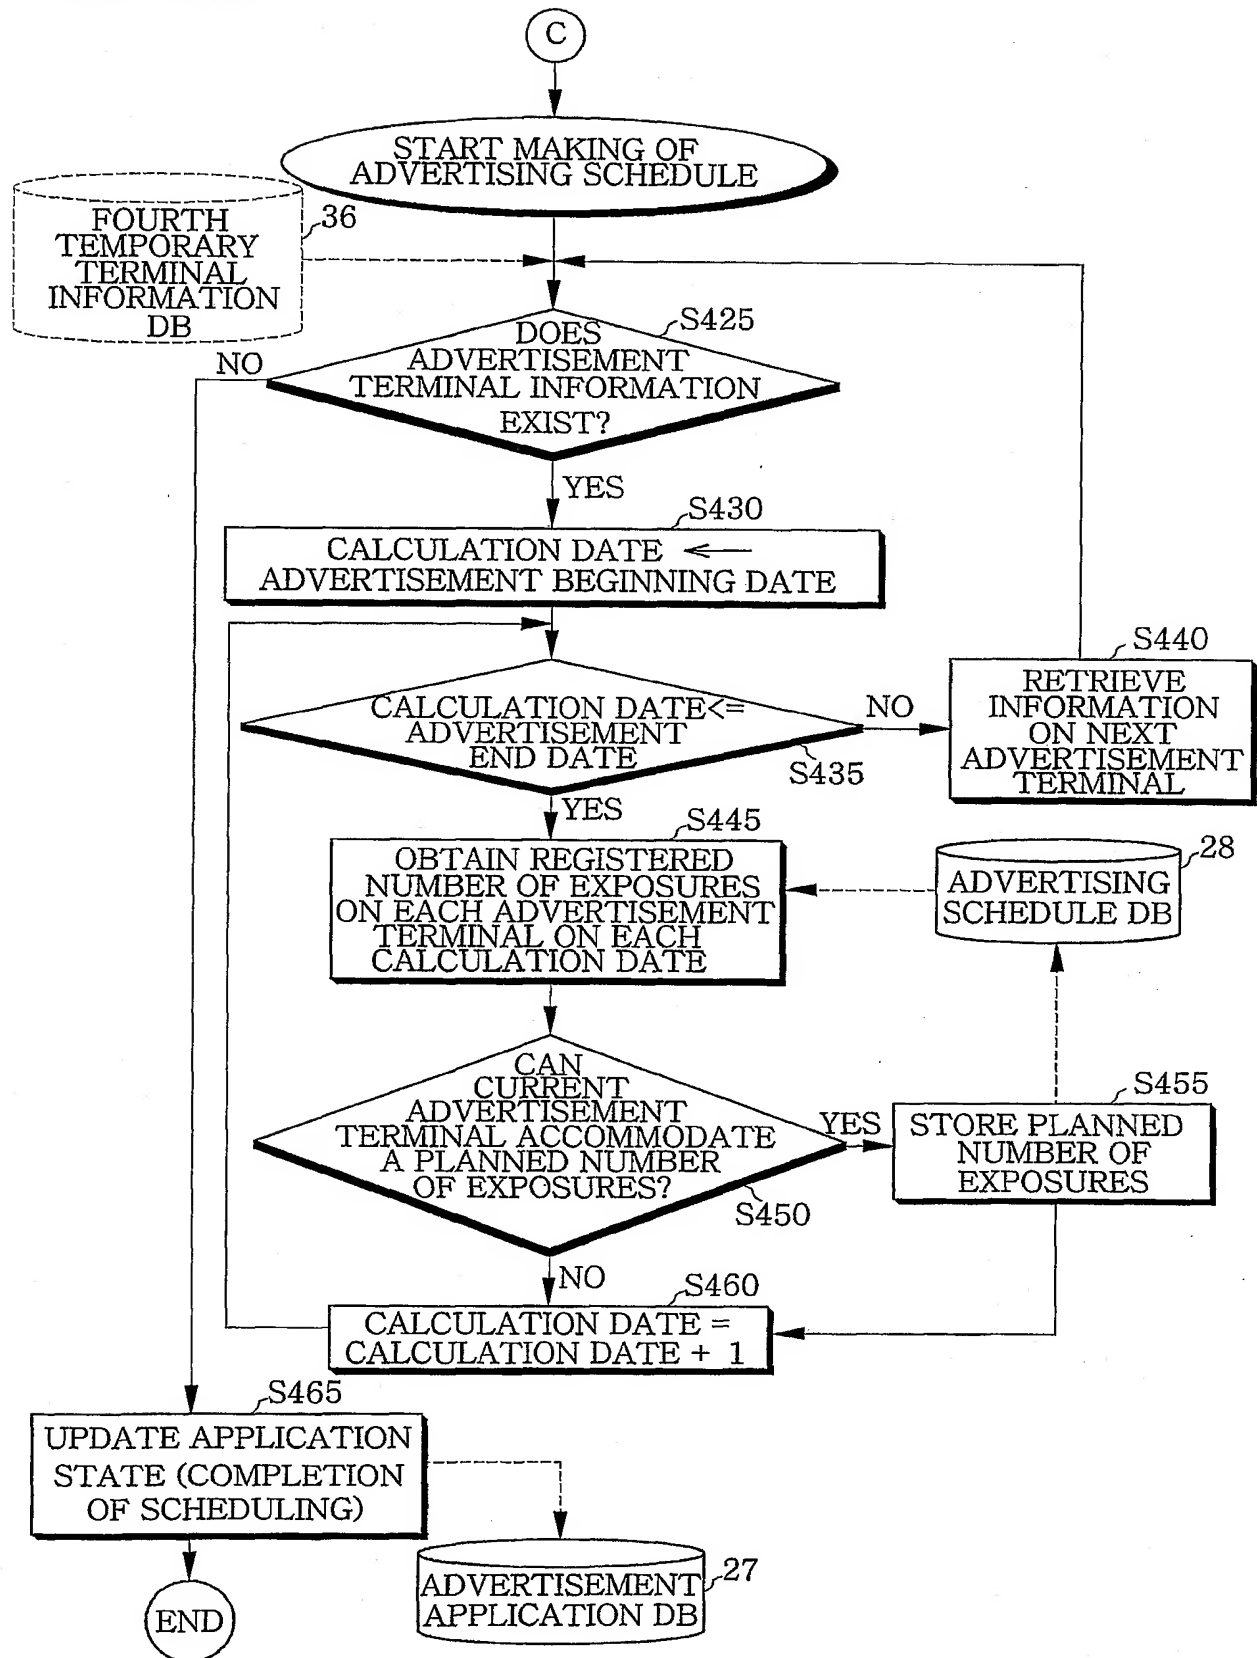 C
START MAKING OF
ADVERTISING SCHEDULE
FOURTH
TEMPORARY
TERMINAL
INFORMATION
DB
36
DOES
ADVERTISEMENT
TERMINAL INFORMATION
EXIST?
S425
NO
YES
S430
CALCULATION DATE ←
ADVERTISEMENT BEGINNING DATE
CALCULATION DATE<=
ADVERTISEMENT
END DATE
S435
NO
S440
RETRIEVE
INFORMATION
ON NEXT
ADVERTISEMENT
TERMINAL
YES
S445
OBTAIN REGISTERED
NUMBER OF EXPOSURES
ON EACH ADVERTISEMENT
TERMINAL ON EACH
CALCULATION DATE
28
ADVERTISING
SCHEDULE DB
CAN
CURRENT
ADVERTISEMENT
TERMINAL ACCOMMODATE
A PLANNED NUMBER
OF EXPOSURES?
S450
YES
S455
STORE PLANNED
NUMBER OF
EXPOSURES
NO
S460
CALCULATION DATE =
CALCULATION DATE + 1
S465
UPDATE APPLICATION
STATE (COMPLETION
OF SCHEDULING)
END
27
ADVERTISEMENT
APPLICATION DB